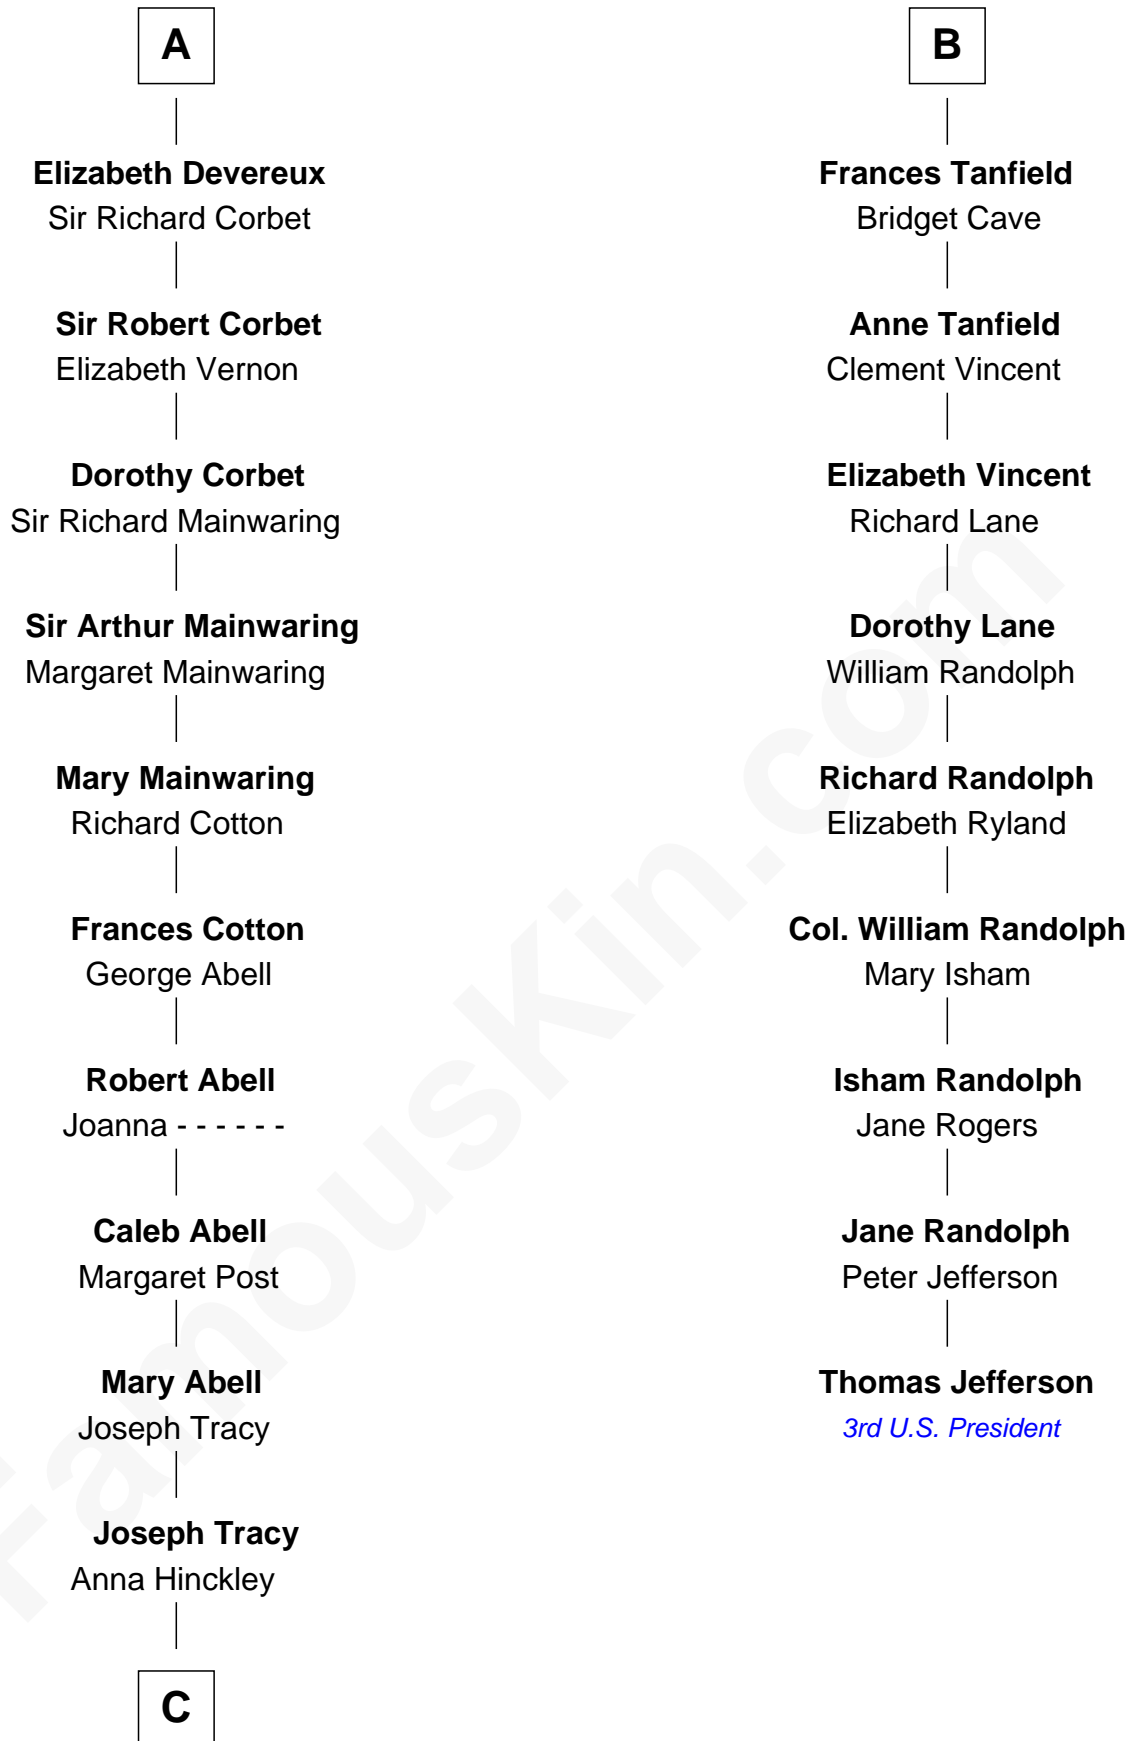 A
Elizabeth Devereux
Sir Richard Corbet
Sir Robert Corbet
Elizabeth Vernon
Dorothy Corbet
Sir Richard Mainwaring
Sir Arthur Mainwaring
Margaret Mainwaring
Mary Mainwaring
Richard Cotton
Frances Cotton
George Abell
Robert Abell
Joanna - - - - - -
Caleb Abell
Margaret Post
Mary Abell
Joseph Tracy
Joseph Tracy
Anna Hinckley
C
B
Frances Tanfield
Bridget Cave
Anne Tanfield
Clement Vincent
Elizabeth Vincent
Richard Lane
Dorothy Lane
William Randolph
Richard Randolph
Elizabeth Ryland
Col. William Randolph
Mary Isham
Isham Randolph
Jane Rogers
Jane Randolph
Peter Jefferson
Thomas Jefferson
3rd U.S. President
FamousKin.com